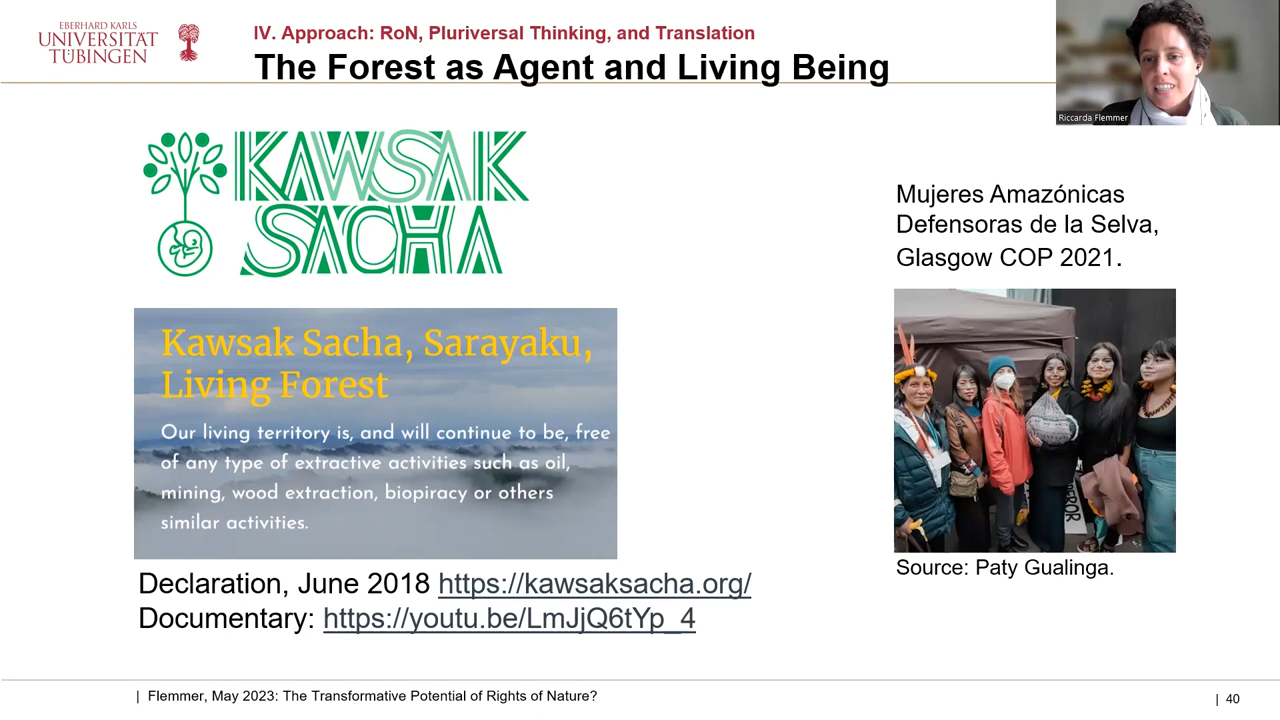 EBERHARD KARLS
UNIVERSITÄT
TÜBINGEN
IV. Approach: RoN, Pluriversal Thinking, and Translation
The Forest as Agent and Living Being
Riccarda Flemmer
KAWSAK
SACHA
Mujeres Amazónicas
Defensoras de la Selva,
Glasgow COP 2021.
Kawsak Sacha, Sarayaku,
Living Forest
Our living territory is, and will continue to be, free
of any type of extractive activities such as oil,
mining, wood extraction, biopiracy or others
similar activities.
Source: Paty Gualinga.
Declaration, June 2018 https://kawsaksacha.org/
Documentary: https://youtu.be/LmJjQ6tYp_4
| Flemmer, May 2023: The Transformative Potential of Rights of Nature?
| 40